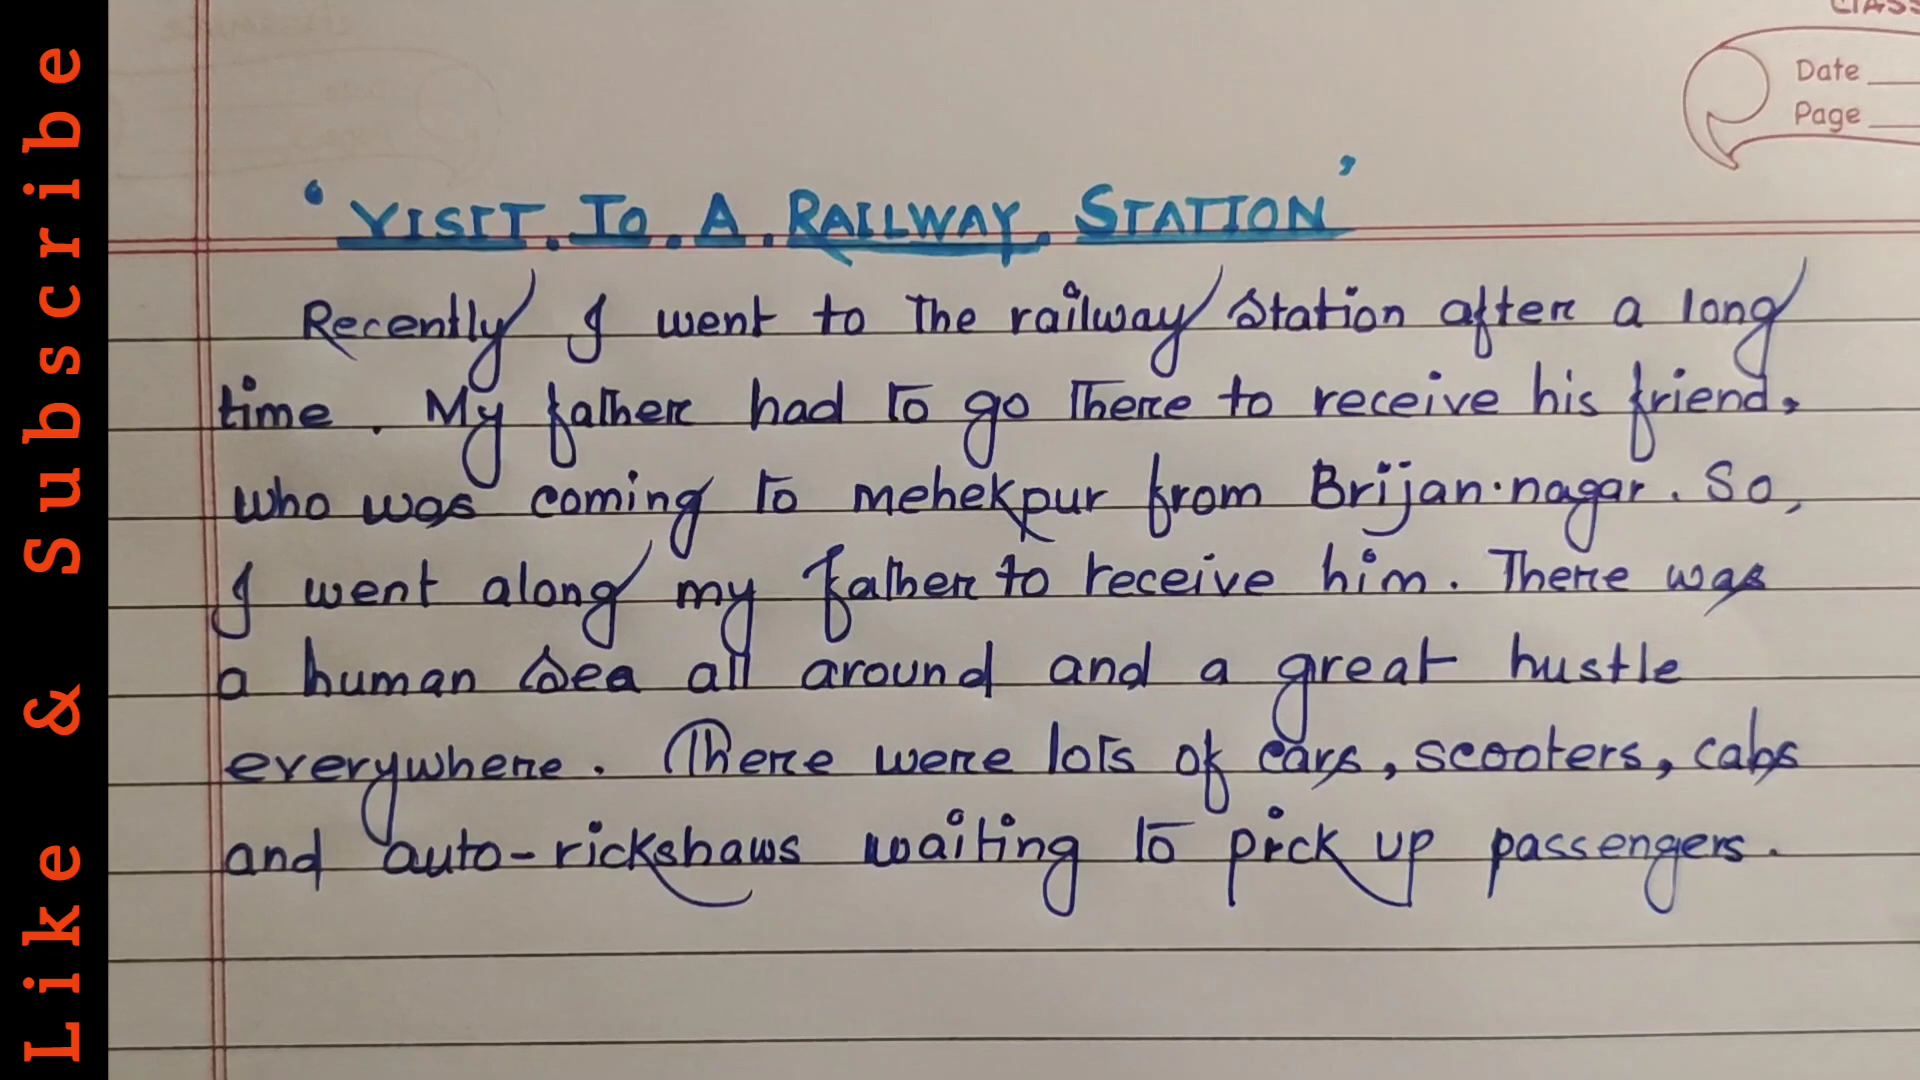 Like & Subscribe
CLASS
Date
Page
'VISIT. To. A. RAILWAY. STATION'
Recently I went to the railway station after a long
time. My father had to go there to receive his friend,
who was coming to mehekpur from Brijan-nagar. So,
I went along my father to receive him. There was
a human sea all around and a great hustle
everywhere. There were lots of cars, scooters, cabs
and auto-rickshaws waiting to pick up passengers.